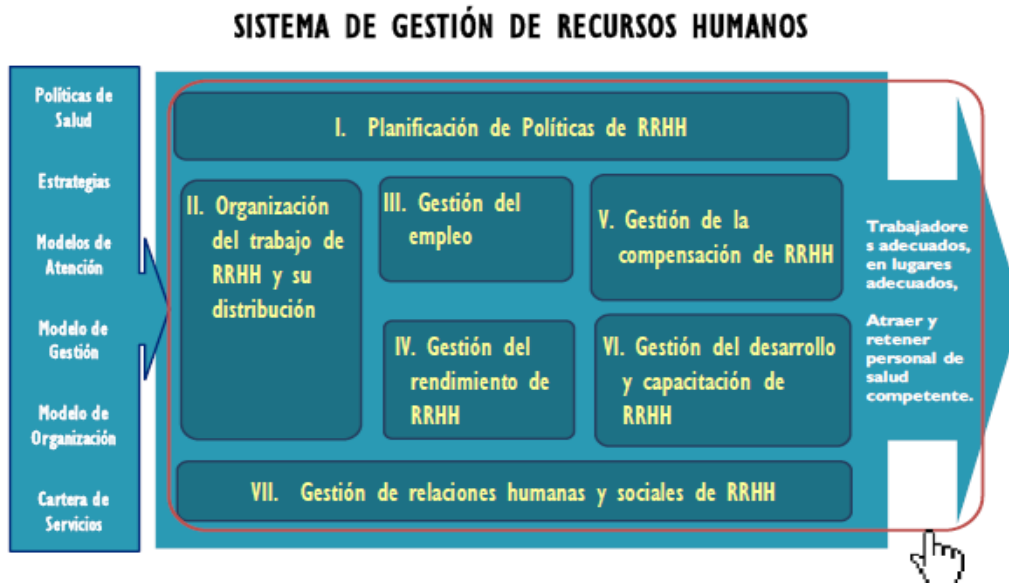 SISTEMA DE GESTIÓN DE RECURSOS HUMANOS
Políticas de
Salud
Estrategias
Modelos de
Atención
Modelo de
Gestión
Modelo de
Organización
Cartera de
Servicios
I. Planificación de Políticas de RRHH
II. Organización
del trabajo de
RRHH y su
distribución
III. Gestión del
empleo
IV. Gestión del
rendimiento de
RRHH
V. Gestión de la
compensación de RRHH
VI. Gestión del desarrollo
y capacitación de
RRHH
VII. Gestión de relaciones humanas y sociales de RRHH
Trabajadore
s adecuados,
en lugares
adecuados,
Atraer y
retener
personal de
salud
competente.